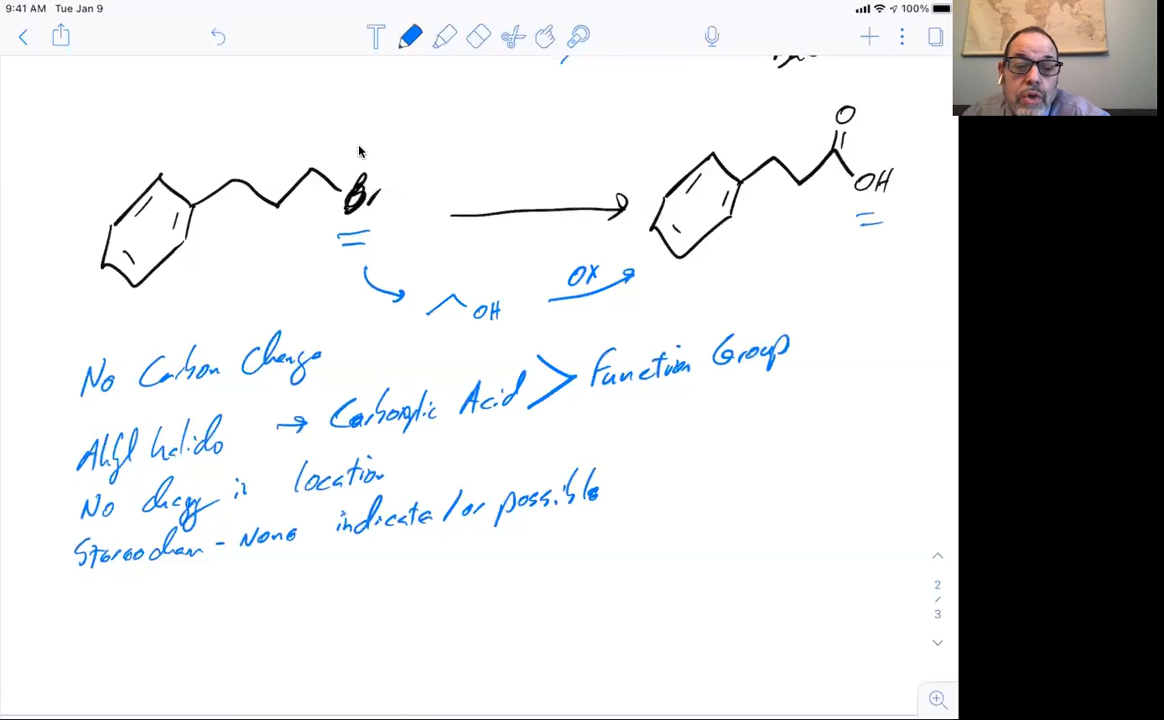 9:41 AM Tue Jan 9
100%
T
O
Br
OH
OX
OH
No Carbon Change
Alkyl halide → Carboxylic Acid > Function Group
No change in location
Stereochem - None indicate / or possible
2
/
3